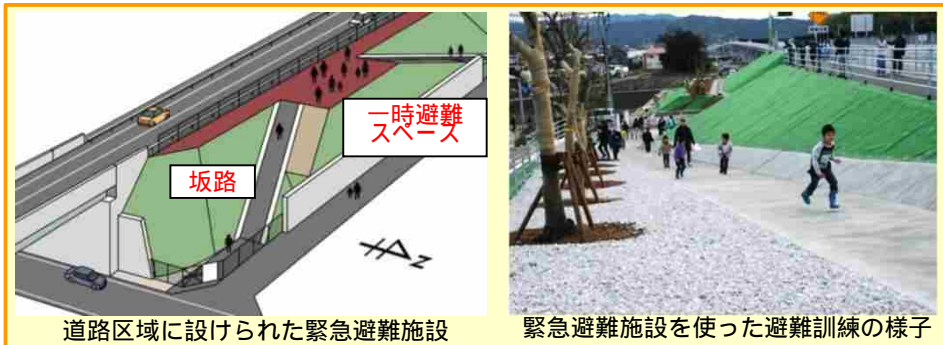 一時避難
スペース
坂路
N
道路区域に設けられた緊急避難施設
緊急避難施設を使った避難訓練の様子